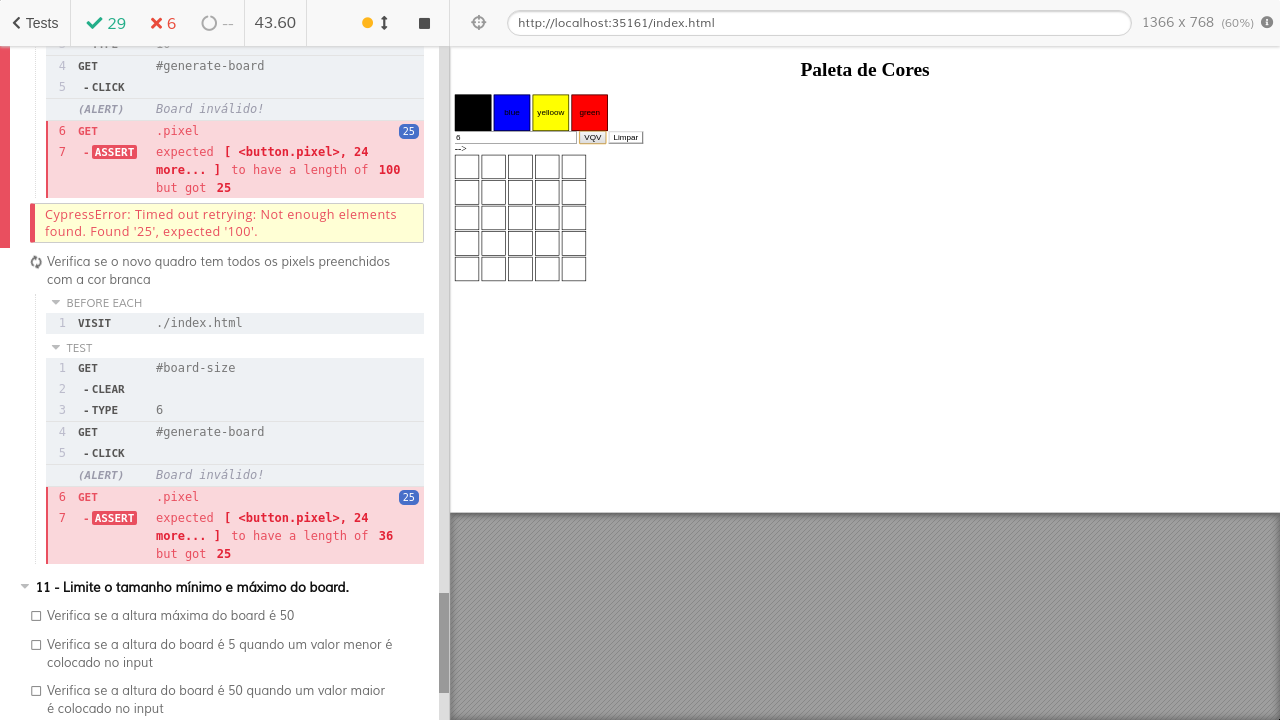 Tests 29 6 -- 43.60
4 GET #generate-board
5 - CLICK
(ALERT) Board inválido!
6 GET .pixel 25
7 - ASSERT expected [ <button.pixel>, 24
more... ] to have a length of 100
but got 25
CypressError: Timed out retrying: Not enough elements
found. Found '25', expected '100'.
Verifica se o novo quadro tem todos os pixels preenchidos
com a cor branca
BEFORE EACH
1 VISIT ./index.html
TEST
1 GET #board-size
2 - CLEAR
3 - TYPE 6
4 GET #generate-board
5 - CLICK
(ALERT) Board inválido!
6 GET .pixel 25
7 - ASSERT expected [ <button.pixel>, 24
more... ] to have a length of 36
but got 25
11 - Limite o tamanho mínimo e máximo do board.
Verifica se a altura máxima do board é 50
Verifica se a altura do board é 5 quando um valor menor é
colocado no input
Verifica se a altura do board é 50 quando um valor maior
é colocado no input
http://localhost:35161/index.html 1366 x 768 (60%)
Paleta de Cores
yelloow green
6 VQV Limpar
-->